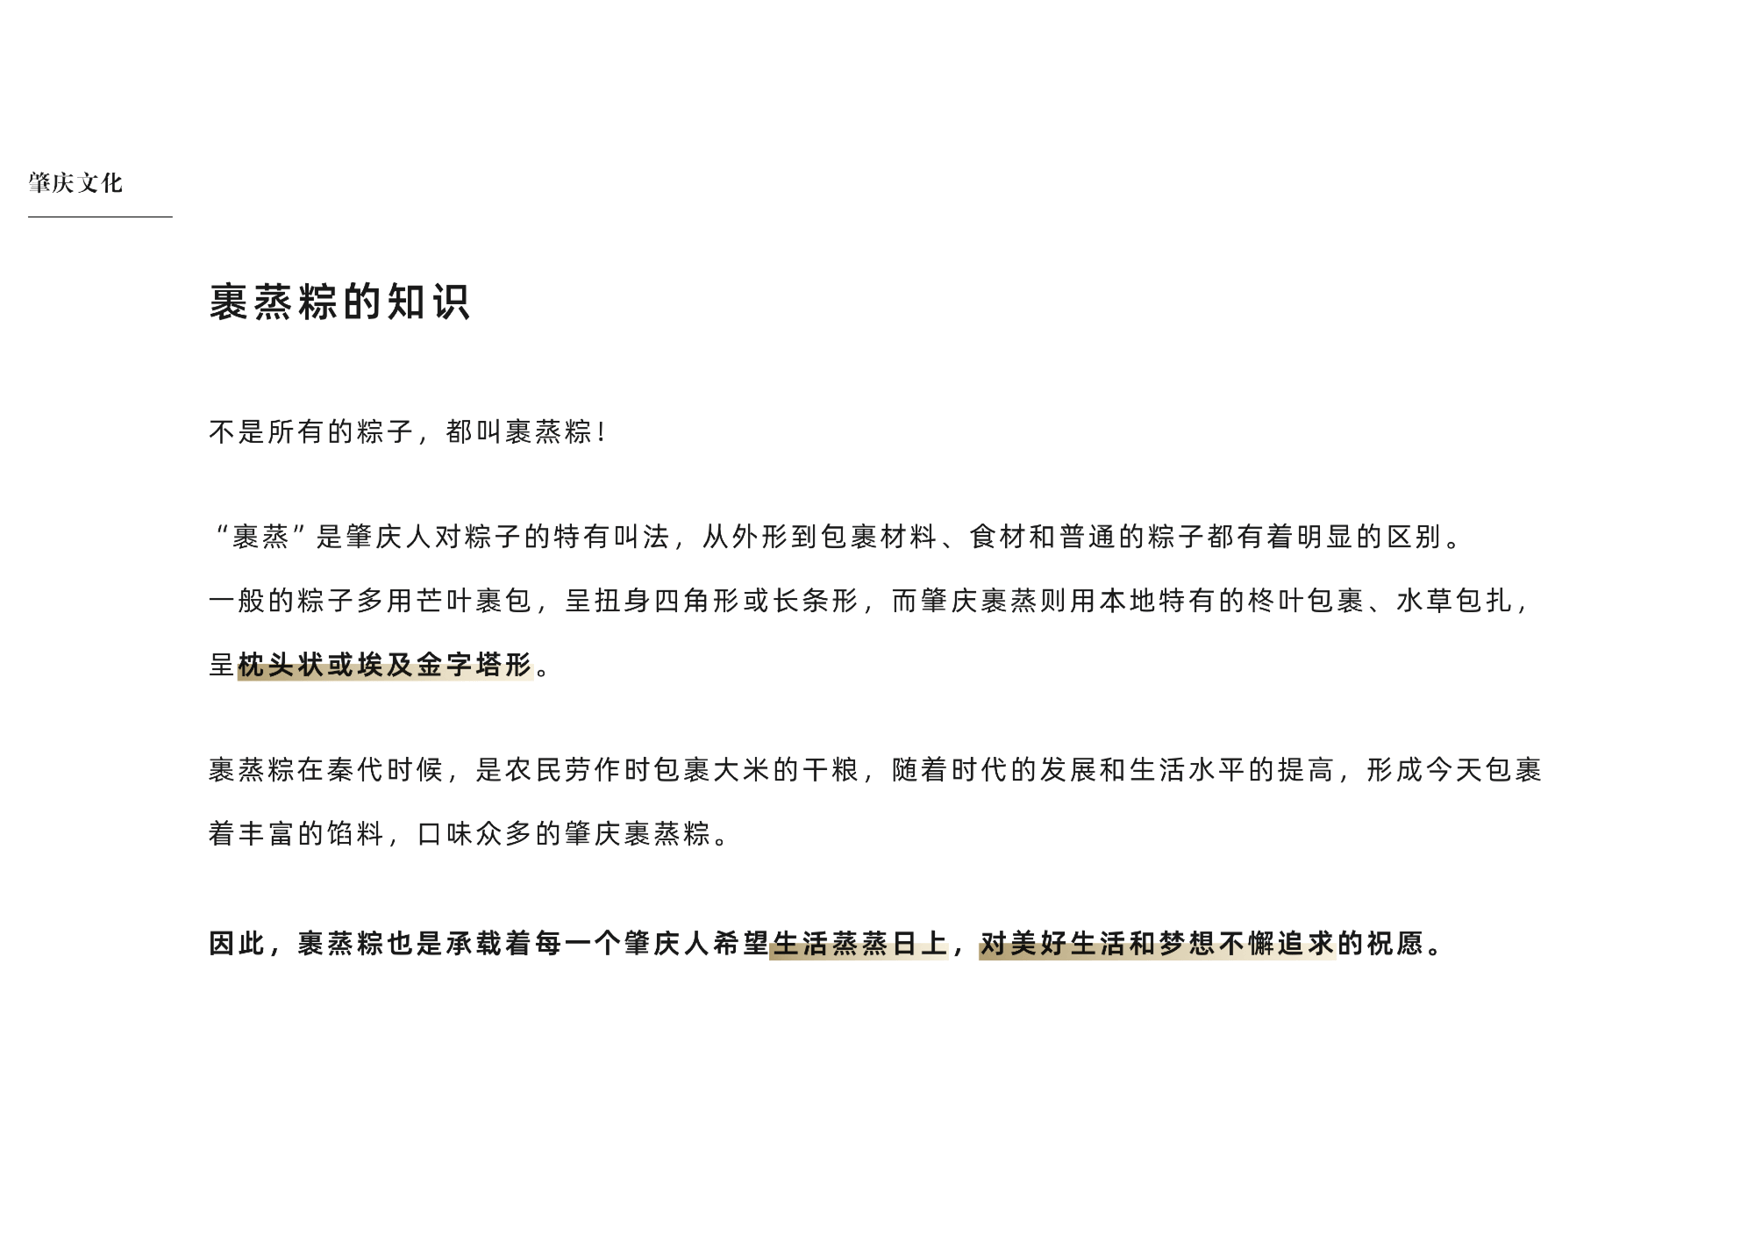 肇庆文化
裹蒸粽的知识
不是所有的粽子，都叫裹蒸粽！
“裹蒸”是肇庆人对粽子的特有叫法，从外形到包裹材料、食材和普通的粽子都有着明显的区别。
一般的粽子多用芒叶裹包，呈扭身四角形或长条形，而肇庆裹蒸则用本地特有的柊叶包裹、水草包扎，
呈枕头状或埃及金字塔形。
裹蒸粽在秦代时候，是农民劳作时包裹大米的干粮，随着时代的发展和生活水平的提高，形成今天包裹
着丰富的馅料，口味众多的肇庆裹蒸粽。
因此，裹蒸粽也是承载着每一个肇庆人希望生活蒸蒸日上，对美好生活和梦想不懈追求的祝愿。